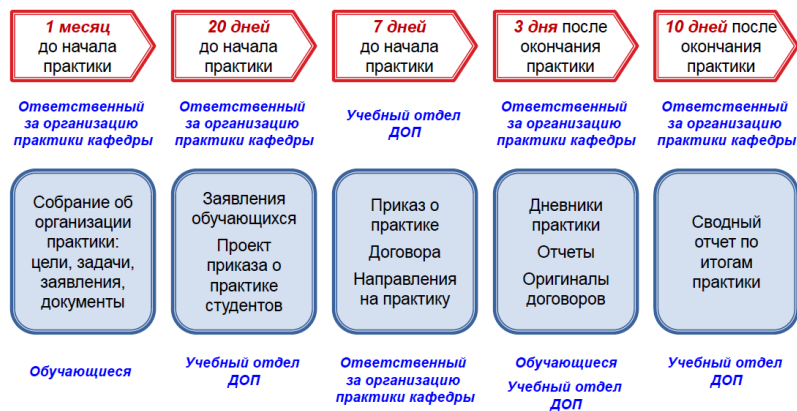 1 месяц
до начала
практики
20 дней
до начала
практики
7 дней
до начала
практики
3 дня после
окончания
практики
10 дней после
окончания
практики
Ответственный
за организацию
практики кафедры
Ответственный
за организацию
практики кафедры
Учебный отдел
ДОП
Ответственный
за организацию
практики кафедры
Ответственный
за организацию
практики кафедры
Собрание об
организации
практики:
цели, задачи,
заявления,
документы
Заявления
обучающихся
Проект
приказа о
практике
студентов
Приказ о
практике
Договора
Направления
на практику
Дневники
практики
Отчеты
Оригиналы
договоров
Сводный
отчет по
итогам
практики
Обучающиеся
Учебный отдел
ДОП
Ответственный
за организацию
практики кафедры
Обучающиеся
Учебный отдел
ДОП
Учебный отдел
ДОП